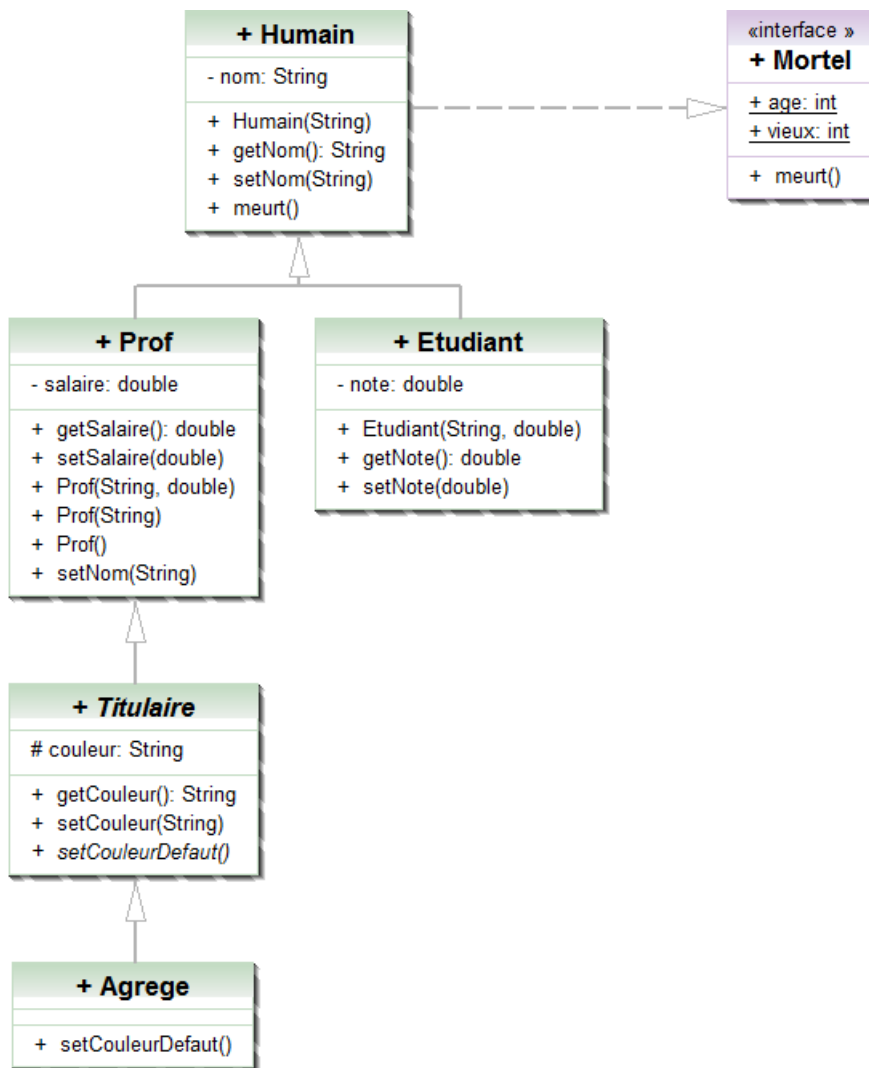 + Humain
- nom: String
+ Humain(String)
+ getNom(): String
+ setNom(String)
+ meurt()
«interface »
+ Mortel
+ age: int
+ vieux: int
+ meurt()
+ Prof
- salaire: double
+ getSalaire(): double
+ setSalaire(double)
+ Prof(String, double)
+ Prof(String)
+ Prof()
+ setNom(String)
+ Etudiant
- note: double
+ Etudiant(String, double)
+ getNote(): double
+ setNote(double)
+ Titulaire
# couleur: String
+ getCouleur(): String
+ setCouleur(String)
+ setCouleurDefaut()
+ Agrege
+ setCouleurDefaut()